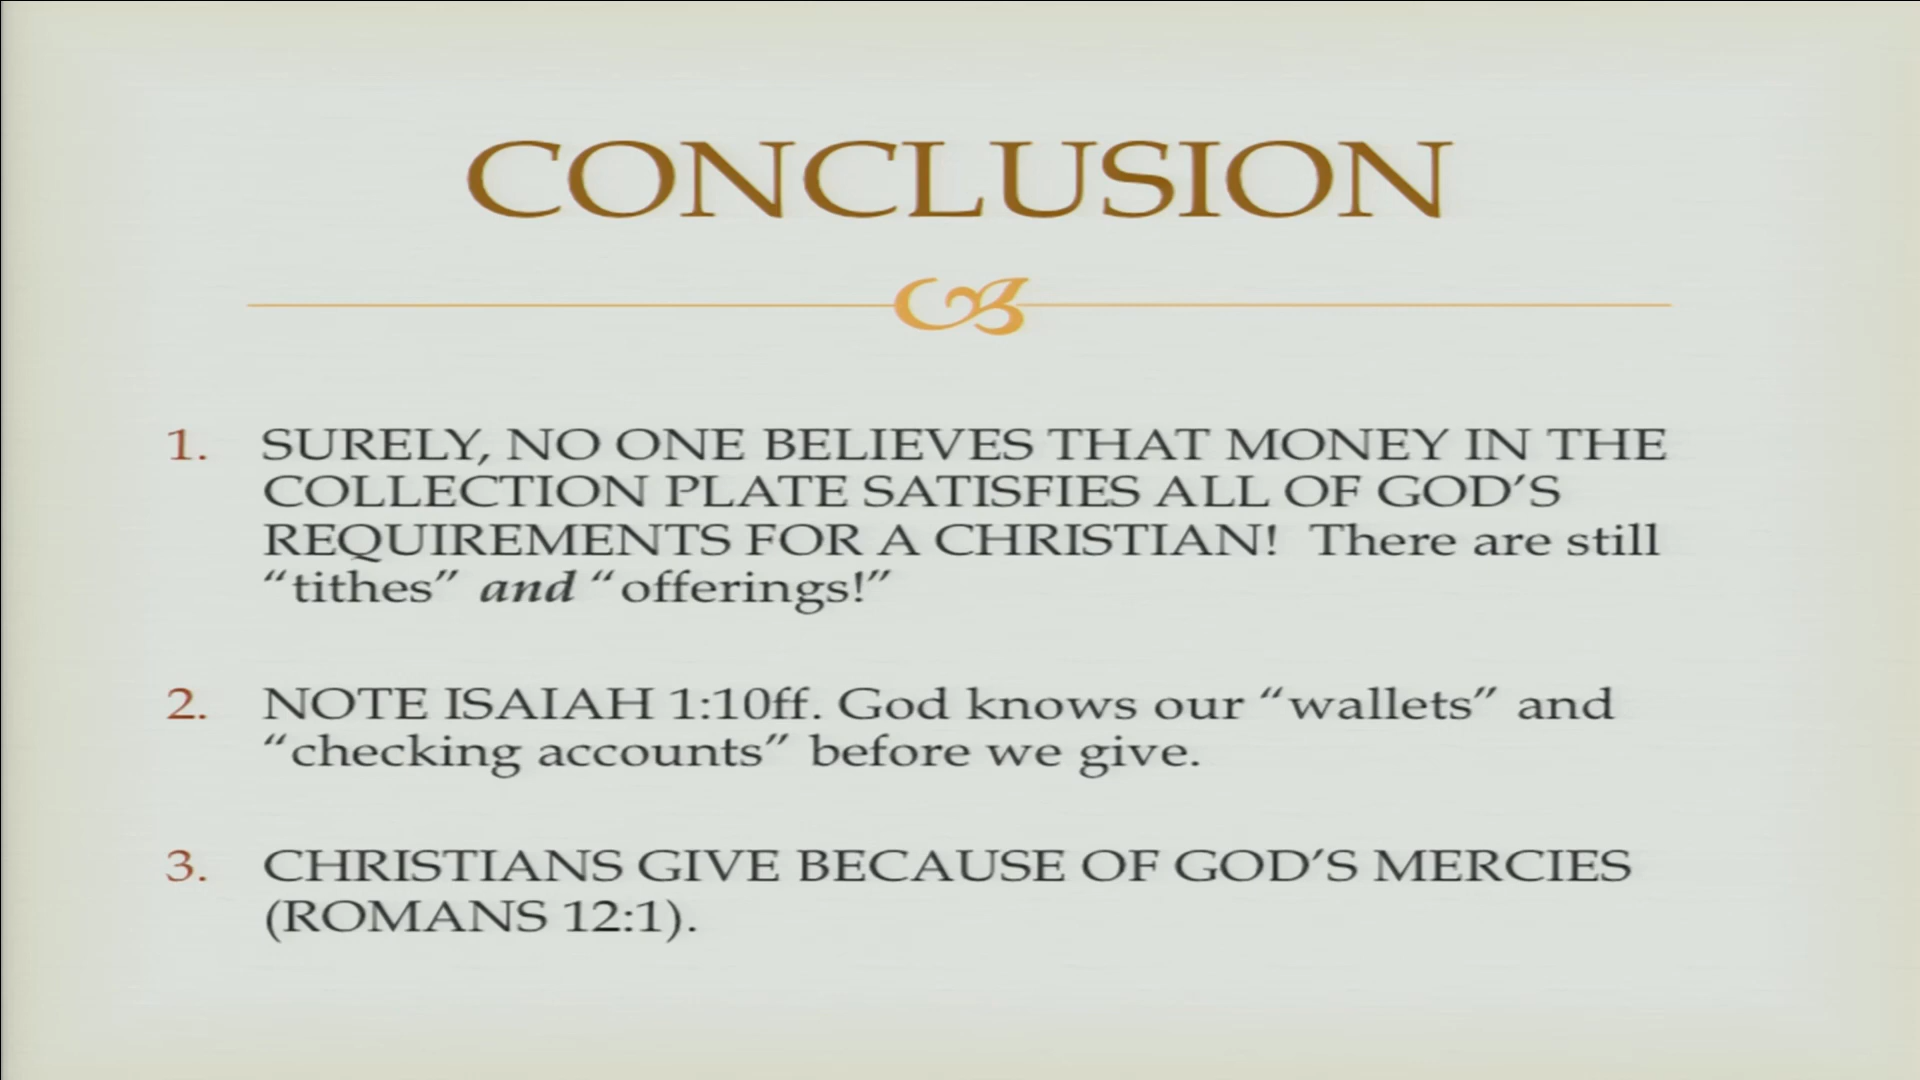 CONCLUSION
1. SURELY, NO ONE BELIEVES THAT MONEY IN THE
COLLECTION PLATE SATISFIES ALL OF GOD’S
REQUIREMENTS FOR A CHRISTIAN!  There are still
“tithes” and “offerings!”
2. NOTE ISAIAH 1:10ff. God knows our “wallets” and
“checking accounts” before we give.
3. CHRISTIANS GIVE BECAUSE OF GOD’S MERCIES
(ROMANS 12:1).